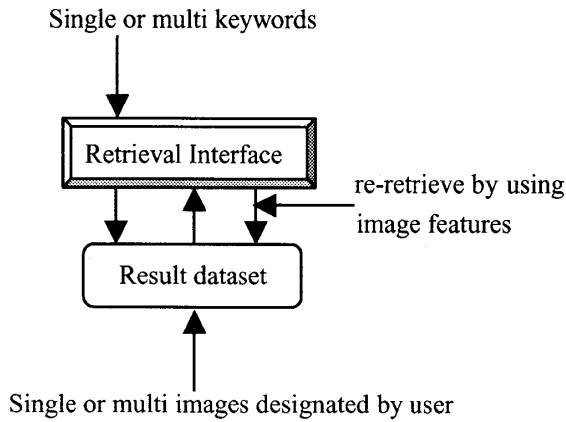 Single or multi keywords
Retrieval Interface
re-retrieve by using
image features
Result dataset
Single or multi images designated by user